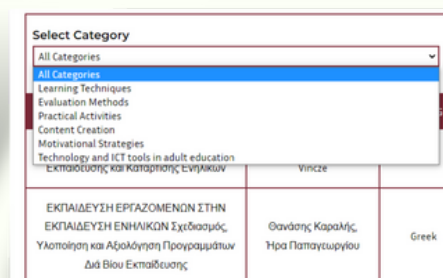 Select Category
All Categories
All Categories
Learning Techniques
Evaluation Methods
Practical Activities
Content Creation
Motivational Strategies
Technology and ICT tools in adult education
Εκπαίδευσης και Κατάρτισης Ενηλίκων
Vincze
ΕΚΠΑΙΔΕΥΣΗ ΕΡΓΑΖΟΜΕΝΩΝ ΣΤΗΝ
ΕΚΠΑΙΔΕΥΣΗ ΕΝΗΛΙΚΩΝ Σχεδιασμός,
Υλοποίηση και Αξιολόγηση Προγραμμάτων
Διά Βίου Εκπαίδευσης
Θανάσης Καραλής,
Ήρα Παπαγεωργίου
Greek